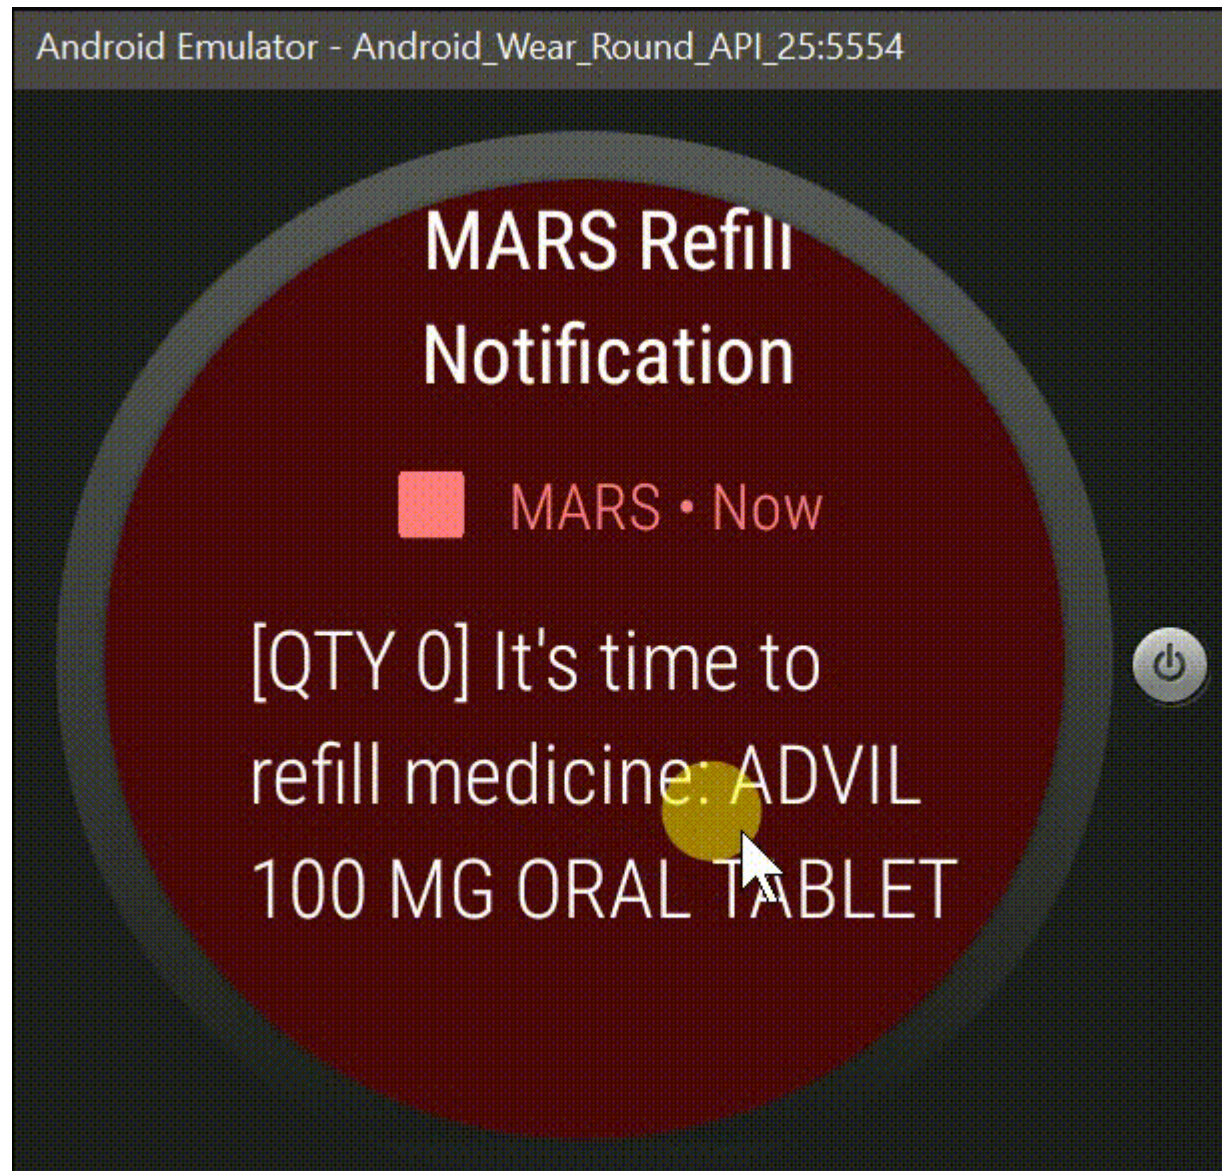 Android Emulator - Android_Wear_Round_API_25:5554
MARS Refill
Notification
MARS • Now
[QTY 0] It's time to
refill medicine: ADVIL
100 MG ORAL TABLET